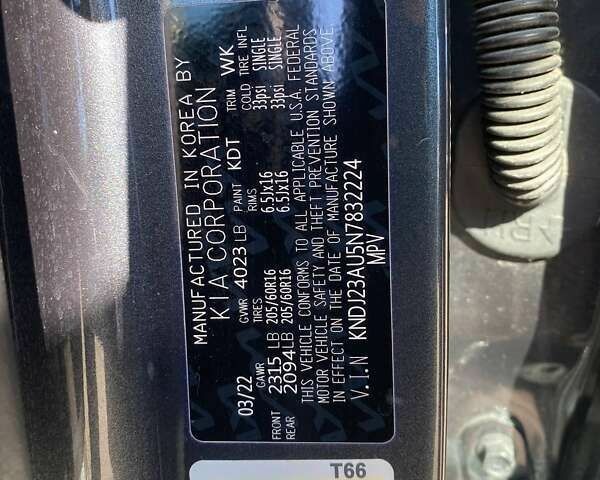 MANUFACTURED IN KOREA BY
KIA CORPORATION
03/22 GVWR 4023 LB PAINT KDT TRIM WK
GAWR TIRES RIMS COLD TIRE INFL
FRONT 2315 LB 205/60R16 6.5Jx16 33psi SINGLE
REAR 2094LB 205/60R16 6.5Jx16 33psi SINGLE
THIS VEHICLE CONFORMS TO ALL APPLICABLE U.S.A. FEDERAL
MOTOR VEHICLE SAFETY AND THEFT PREVENTION STANDARDS
IN EFFECT ON THE DATE OF MANUFACTURE SHOWN ABOVE.
V.I.N KNDJ23AU5N7832224
MPV
T66